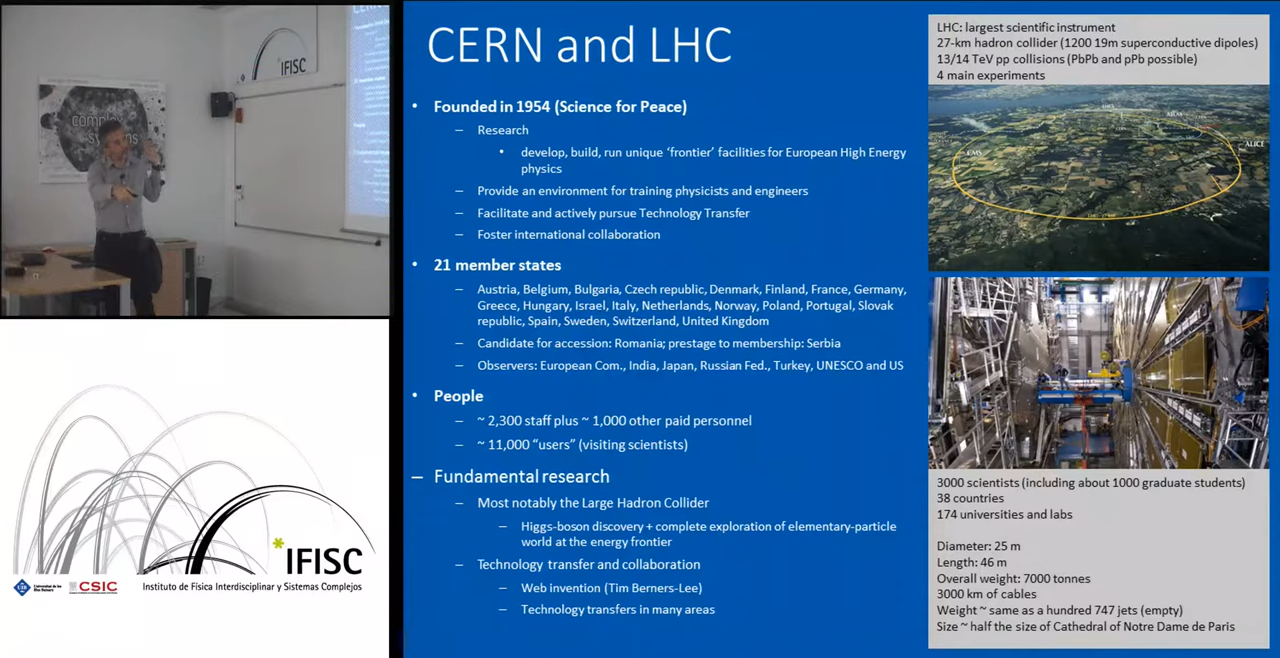 IFISC
complex
systems
*IFISC
Universitat de les
Illes Balears
CSIC
Instituto de Física Interdisciplinar y Sistemas Complejos
CERN and LHC
• Founded in 1954 (Science for Peace)
– Research
• develop, build, run unique ‘frontier’ facilities for European High Energy
physics
– Provide an environment for training physicists and engineers
– Facilitate and actively pursue Technology Transfer
– Foster international collaboration
• 21 member states
– Austria, Belgium, Bulgaria, Czech republic, Denmark, Finland, France, Germany,
Greece, Hungary, Israel, Italy, Netherlands, Norway, Poland, Portugal, Slovak
republic, Spain, Sweden, Switzerland, United Kingdom
– Candidate for accession: Romania; prestage to membership: Serbia
– Observers: European Com., India, Japan, Russian Fed., Turkey, UNESCO and US
• People
– ~ 2,300 staff plus ~ 1,000 other paid personnel
– ~ 11,000 “users” (visiting scientists)
– Fundamental research
– Most notably the Large Hadron Collider
– Higgs-boson discovery + complete exploration of elementary-particle
world at the energy frontier
– Technology transfer and collaboration
– Web invention (Tim Berners-Lee)
– Technology transfers in many areas
LHC: largest scientific instrument
27-km hadron collider (1200 19m superconductive dipoles)
13/14 TeV pp collisions (PbPb and pPb possible)
4 main experiments
CMS
ALICE
3000 scientists (including about 1000 graduate students)
38 countries
174 universities and labs
Diameter: 25 m
Length: 46 m
Overall weight: 7000 tonnes
3000 km of cables
Weight ~ same as a hundred 747 jets (empty)
Size ~ half the size of Cathedral of Notre Dame de Paris